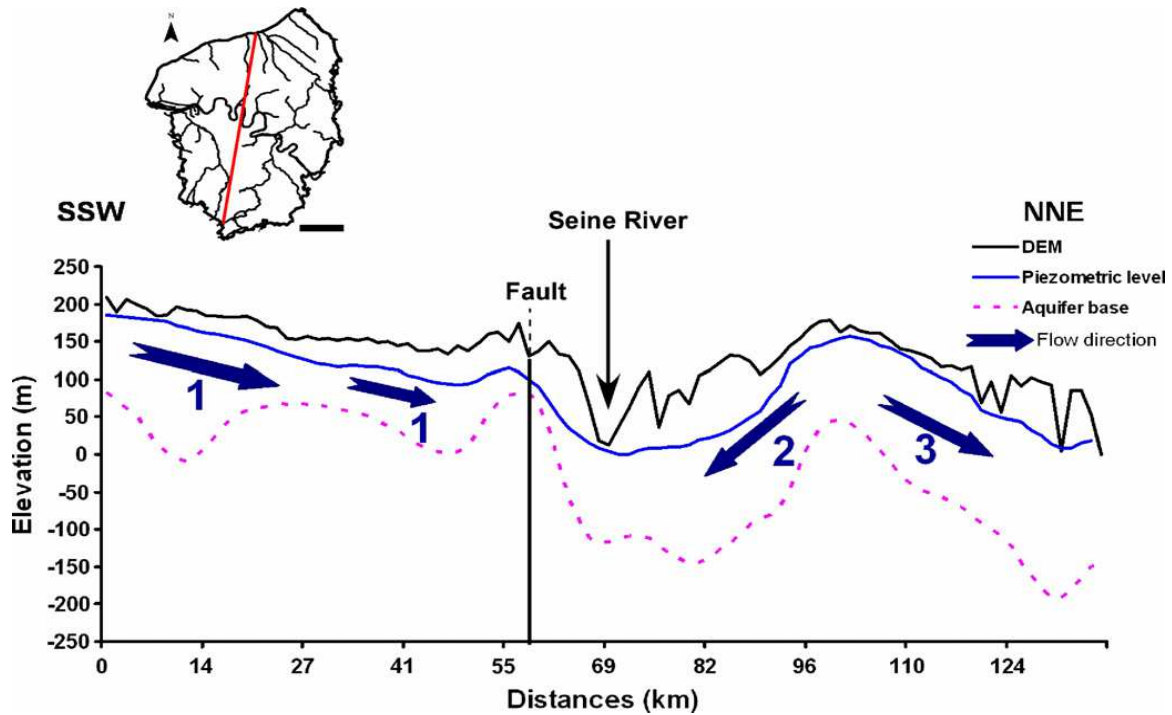 N
SSW
NNE
Seine River
Fault
DEM
Piezometric level
Aquifer base
Flow direction
Elevation (m)
250
200
150
100
50
0
-50
-100
-150
-200
-250
1
1
2
3
0 14 27 41 55 69 82 96 110 124
Distances (km)